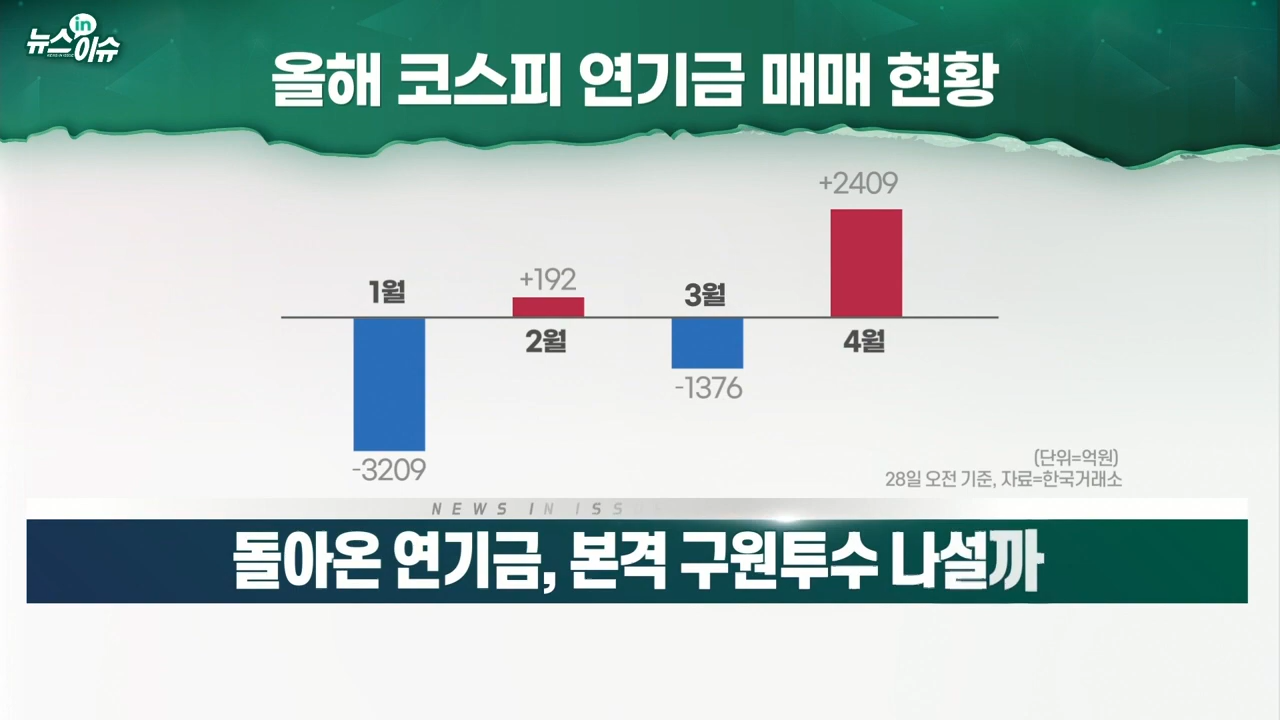 뉴스in이슈
올해 코스피 연기금 매매 현황
+2409
+192
1월
3월
2월
4월
-1376
-3209
(단위=억원)
28일 오전 기준, 자료=한국거래소
NEWS IN ISS
돌아온 연기금, 본격 구원투수 나설까